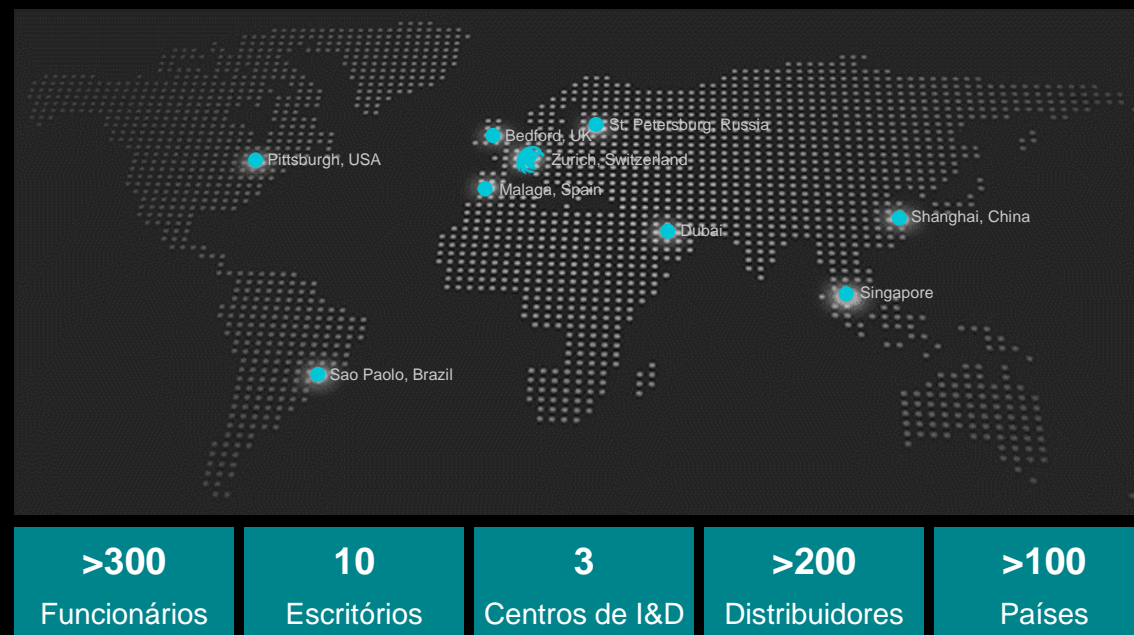 St. Petersburg, Russia
Bedford, UK
Pittsburgh, USA
Zurich, Switzerland
Malaga, Spain
Shanghai, China
Dubai
Singapore
Sao Paolo, Brazil
>300
Funcionários
10
Escritórios
3
Centros de I&D
>200
Distribuidores
>100
Países